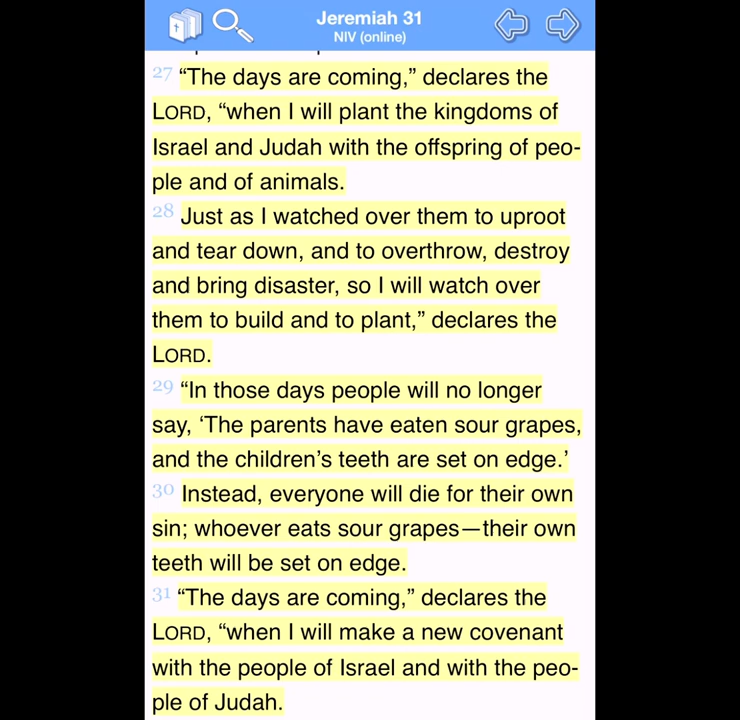 Jeremiah 31
NIV (online)
27 “The days are coming,” declares the
LORD, “when I will plant the kingdoms of
Israel and Judah with the offspring of peo-
ple and of animals.
28 Just as I watched over them to uproot
and tear down, and to overthrow, destroy
and bring disaster, so I will watch over
them to build and to plant,” declares the
LORD.
29 “In those days people will no longer
say, ‘The parents have eaten sour grapes,
and the children’s teeth are set on edge.’
30 Instead, everyone will die for their own
sin; whoever eats sour grapes—their own
teeth will be set on edge.
31 “The days are coming,” declares the
LORD, “when I will make a new covenant
with the people of Israel and with the peo-
ple of Judah.